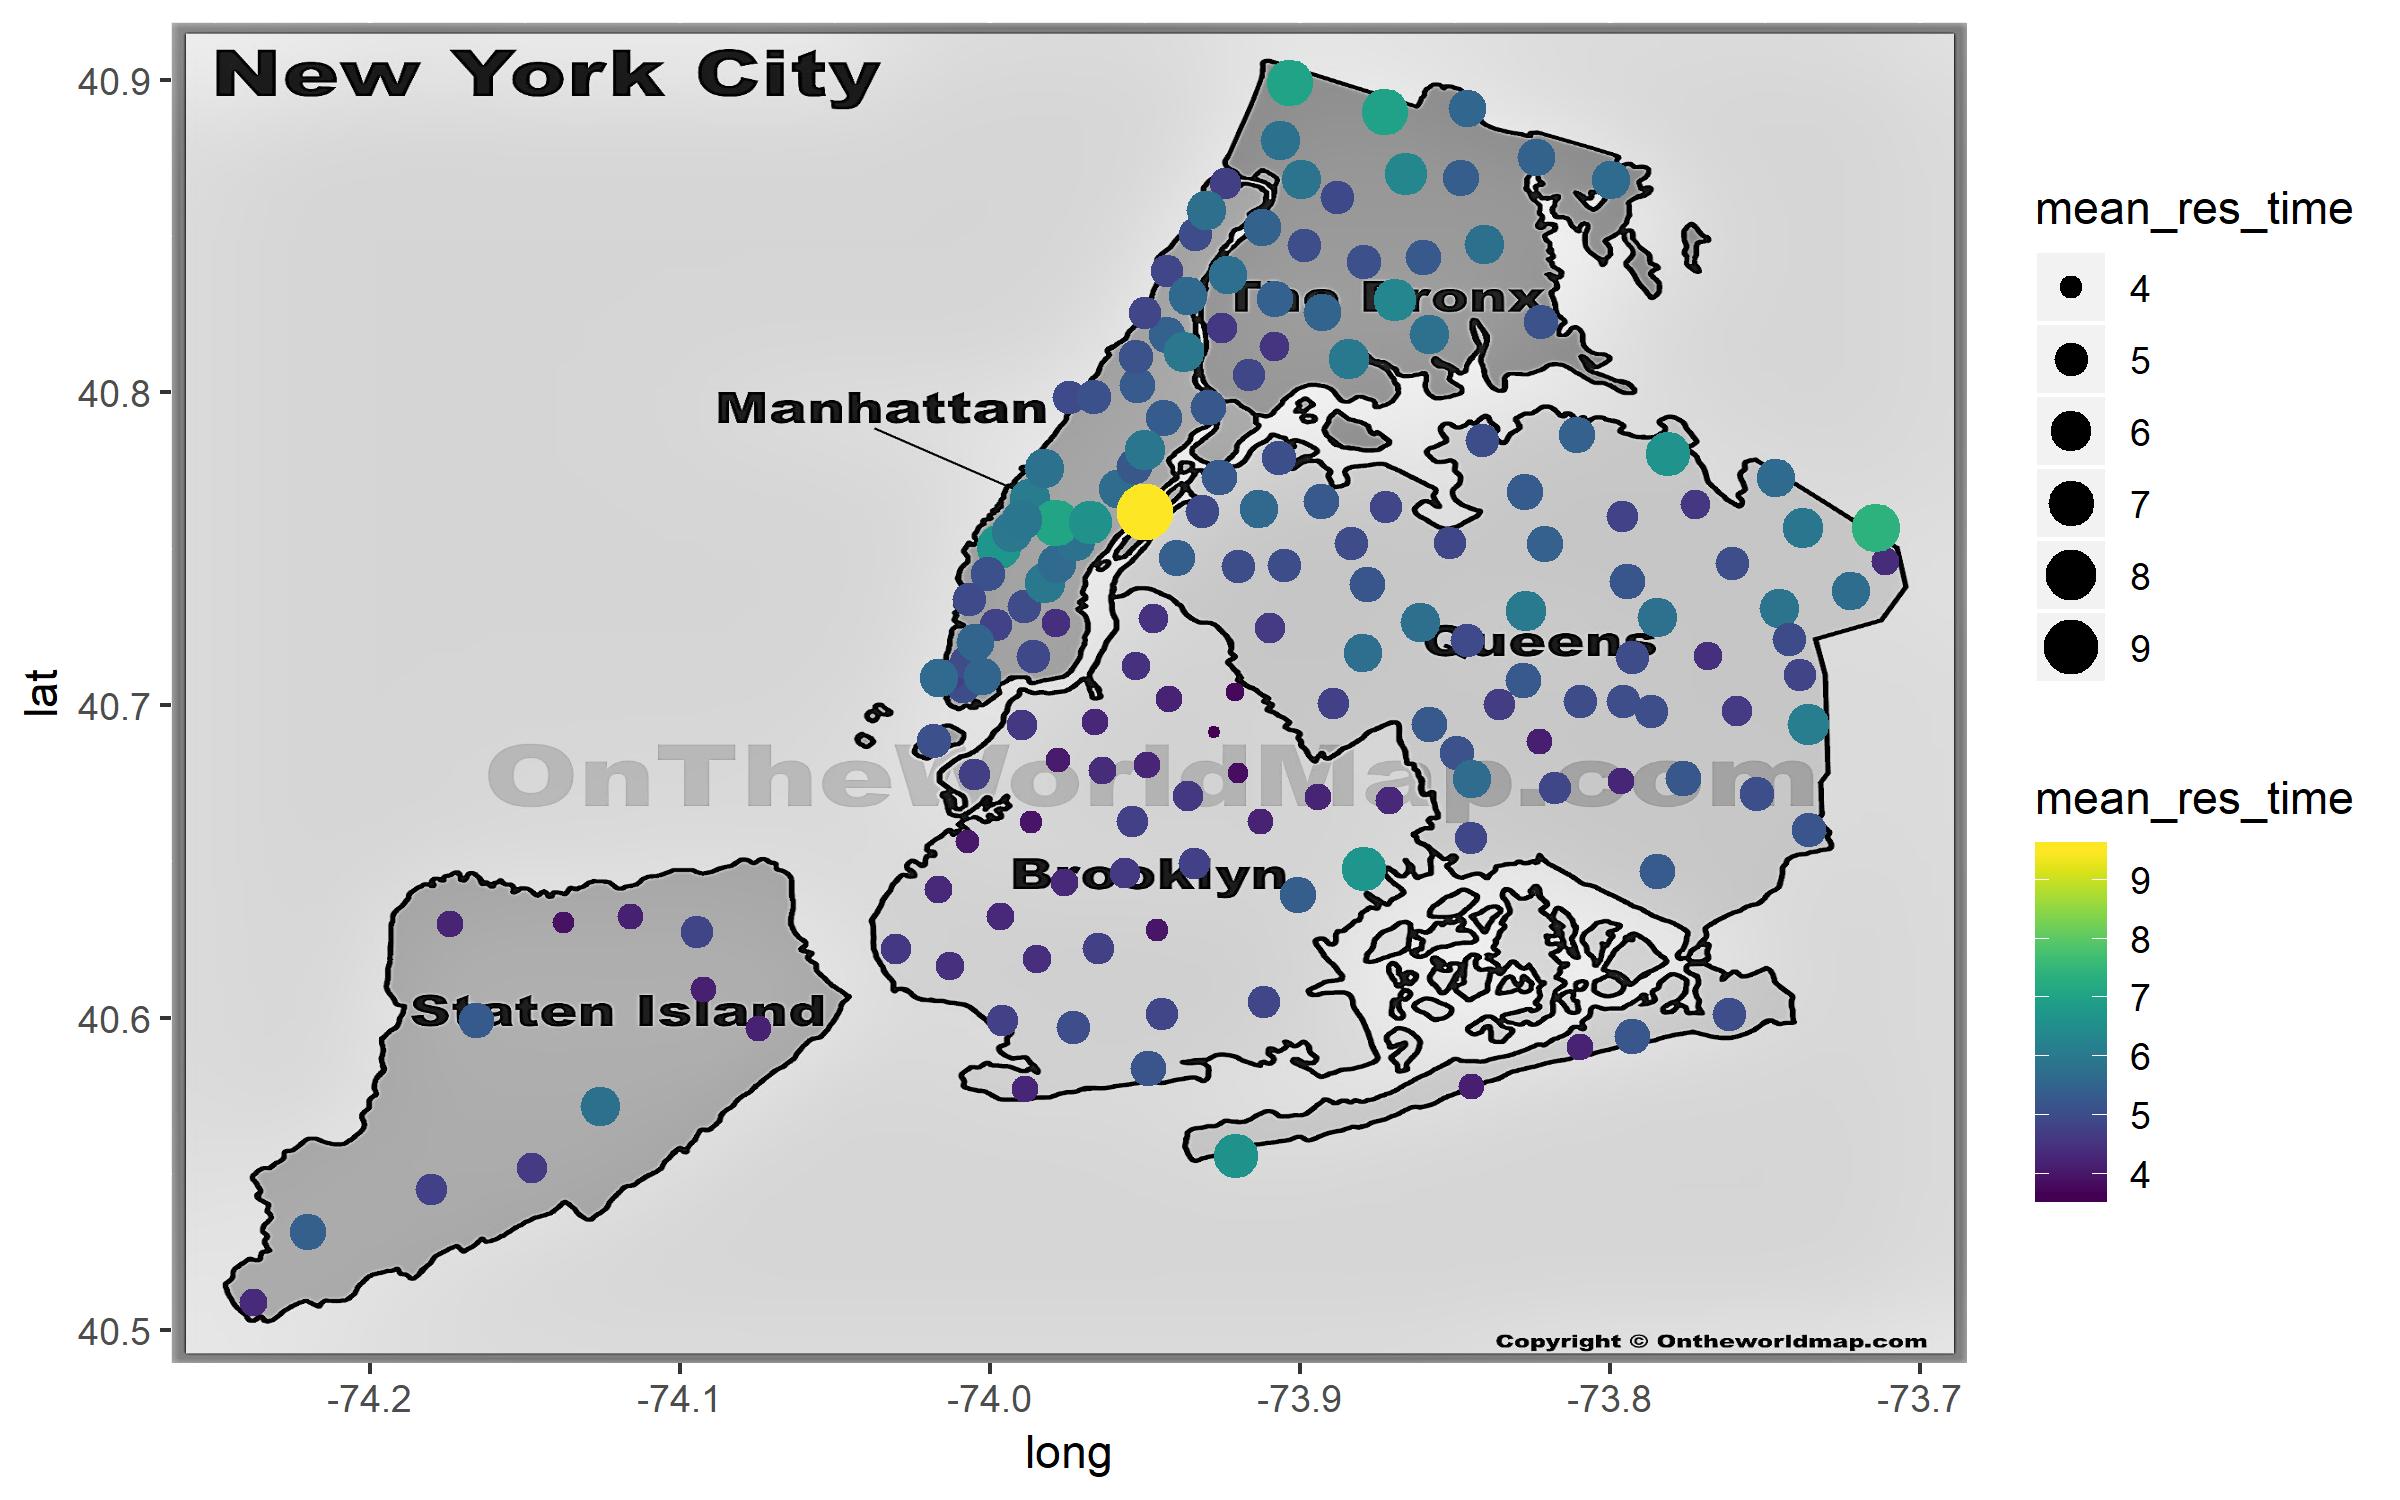 New York City
40.9
40.8
40.7
40.6
40.5
lat
The Bronx
Manhattan
Queens
OnTheWorldMap.com
Brooklyn
Staten Island
Copyright © Ontheworldmap.com
-74.2
-74.1
-74.0
-73.9
-73.8
-73.7
long
mean_res_time
4
5
6
7
8
9
mean_res_time
9
8
7
6
5
4